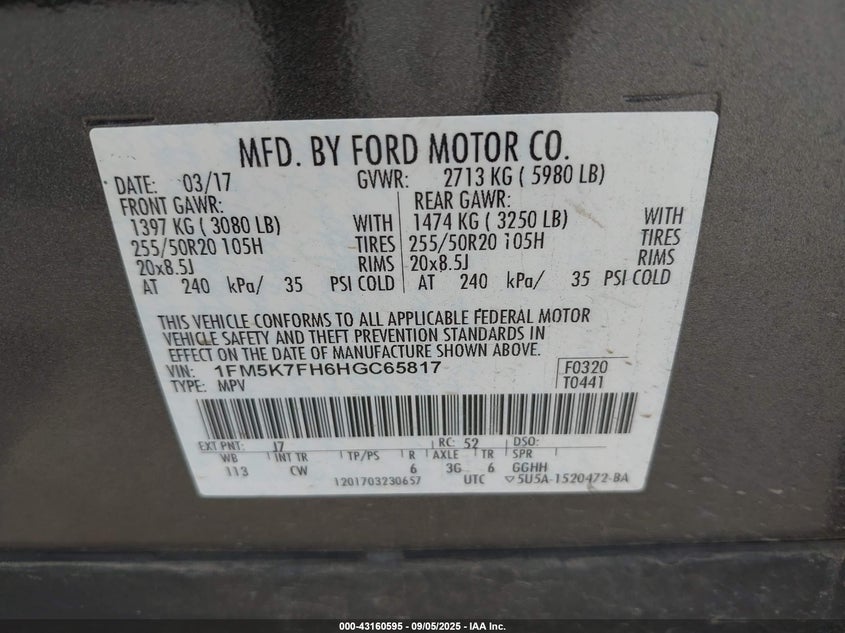 MFD. BY FORD MOTOR CO.
DATE: 03/17 GVWR: 2713 KG ( 5980 LB)
FRONT GAWR: REAR GAWR:
1397 KG ( 3080 LB) WITH 1474 KG ( 3250 LB) WITH
255/50R20 105H TIRES 255/50R20 105H TIRES
20x8.5J RIMS 20x8.5J RIMS
AT 240 kPa/ 35 PSI COLD AT 240 kPa/ 35 PSI COLD
THIS VEHICLE CONFORMS TO ALL APPLICABLE FEDERAL MOTOR
VEHICLE SAFETY AND THEFT PREVENTION STANDARDS IN
EFFECT ON THE DATE OF MANUFACTURE SHOWN ABOVE.
VIN: 1FM5K7FH6HGC65817 F0320
TYPE: MPV T0441
EXT PNT: J7 RC: 52 DSO:
WB INT TR TP/PS R AXLE TR SPR
113 CW 6 3G 6 GGHH
1201703230657 UTC ▽5U5A-1520472-BA
000-43160595 - 09/05/2025 - IAA Inc.